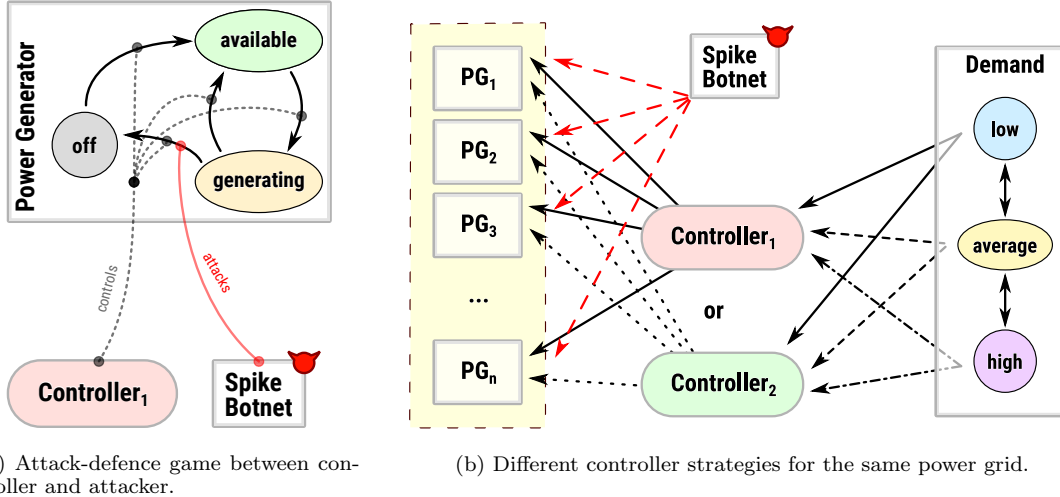 Power Generator
available
off
generating
controls
attacks
Controller₁
Spike
Botnet
) Attack-defence game between con-
oller and attacker.
PG₁
PG₂
PG₃
...
PGₙ
Spike
Botnet
Controller₁
or
Controller₂
Demand
low
average
high
(b) Different controller strategies for the same power grid.